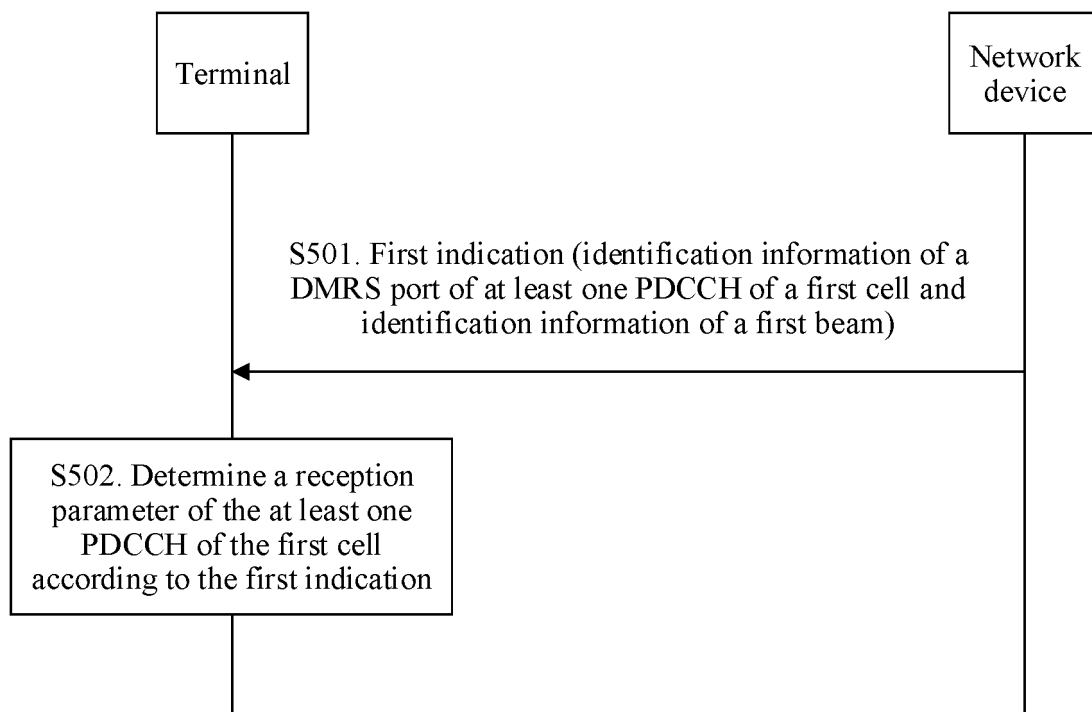 Terminal
Network
device
S501. First indication (identification information of a
DMRS port of at least one PDCCH of a first cell and
identification information of a first beam)
S502. Determine a reception
parameter of the at least one
PDCCH of the first cell
according to the first indication